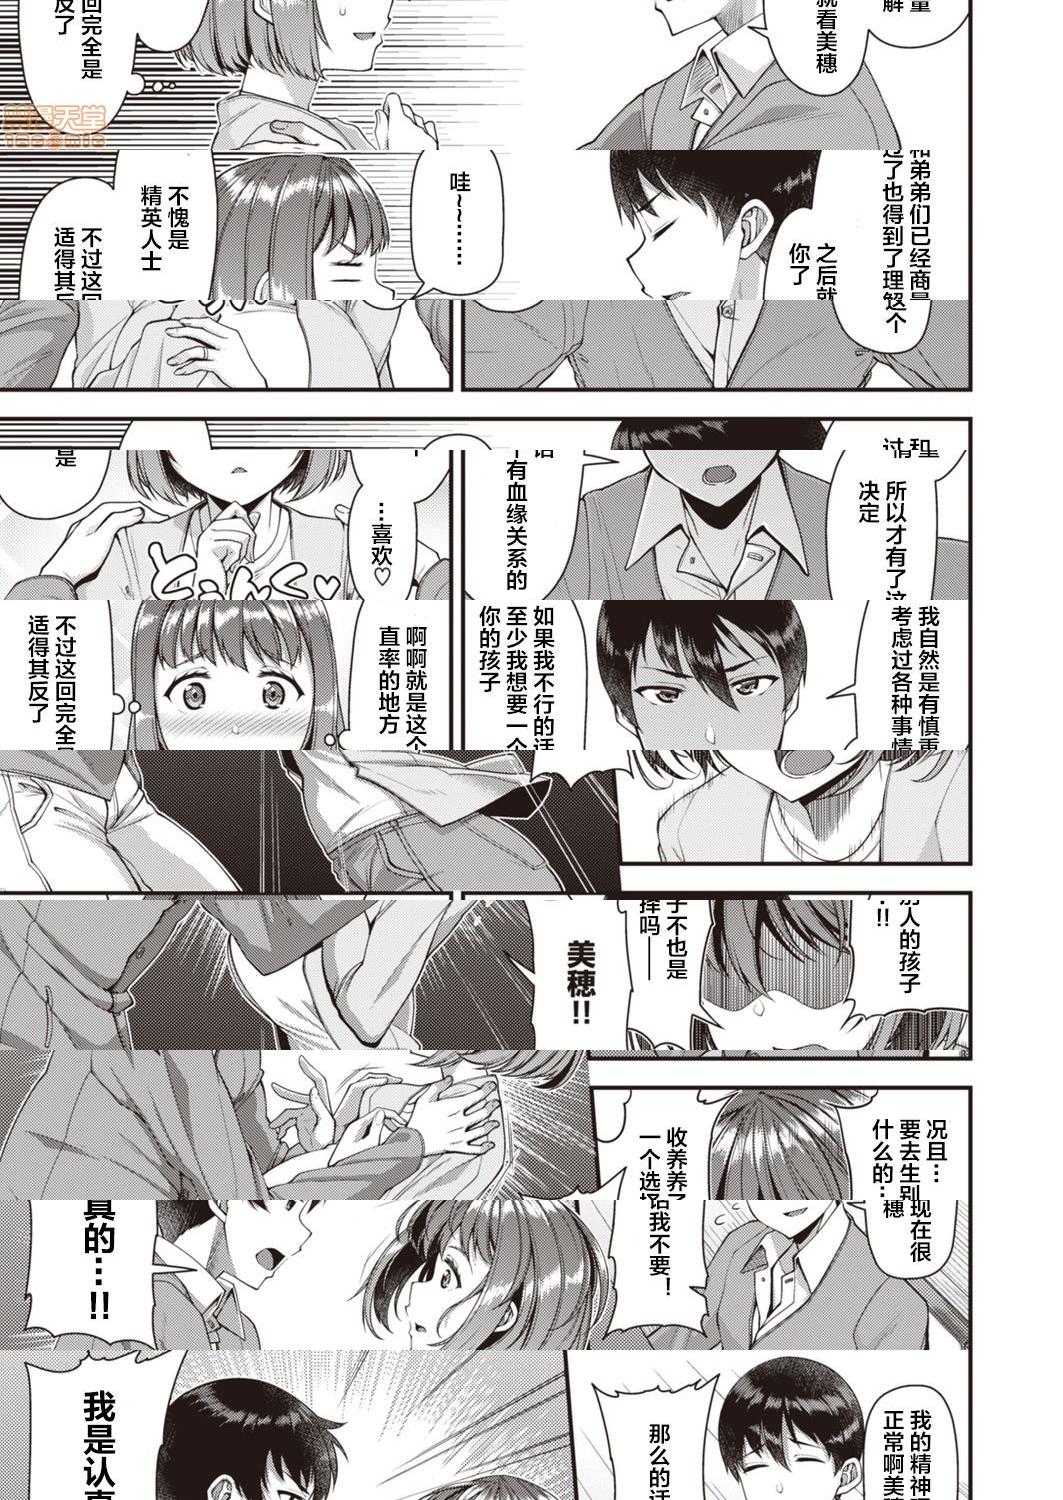 我的精神现在很
正常啊美穗
那么的话
话我不要！
我是认真的…!!
况且…
要去生别人的孩子
什么的…!!
收养养子不也是
一个选择吗——
美穂!!
我自然是有慎重
考虑过各种事情
所以才有了这个
决定
如果我不行的话
至少我想要一个有血缘关系的
你的孩子
啊啊就是这个
直率的地方
…喜欢♡
不过这回完全是
适得其反了
和弟弟们已经商量
过了也得到了理解
之后就看美穗
你了
哇~~~……
不愧是
精英人士
不过这回完全是
适得其反了